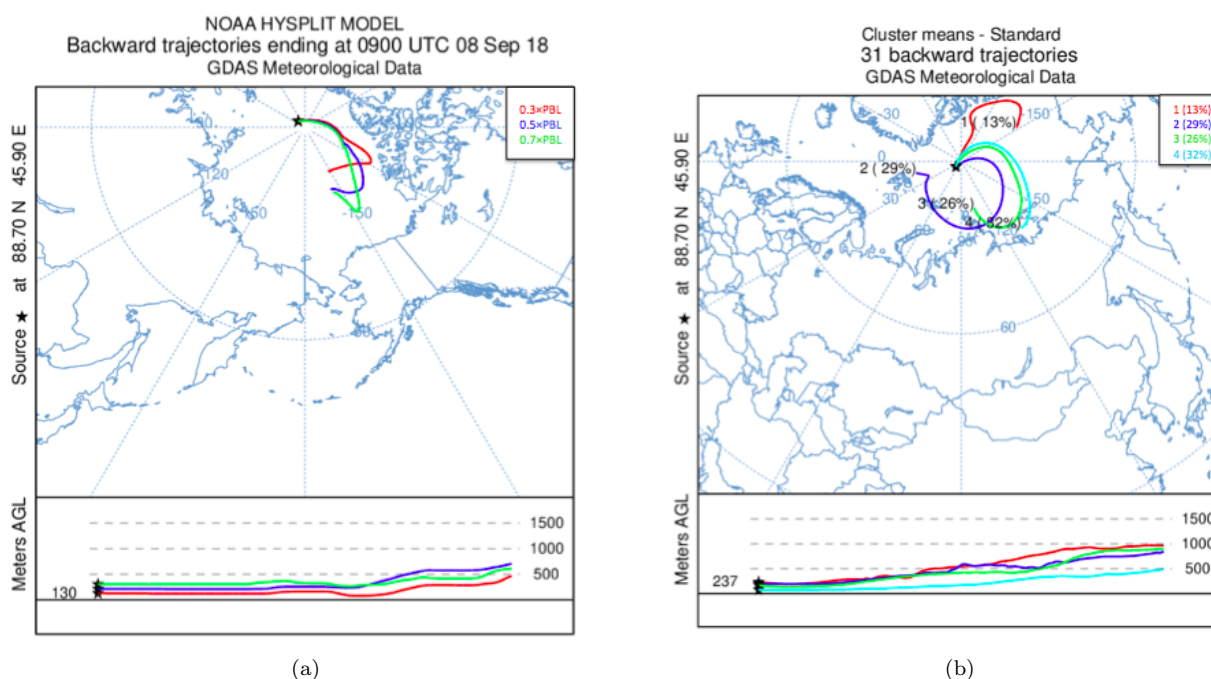 NOAA HYSPLIT MODEL
Backward trajectories ending at 0900 UTC 08 Sep 18
GDAS Meteorological Data
Source ★ at 88.70 N 45.90 E
0.3×PBL
0.5×PBL
0.7×PBL
120
-150
Meters AGL
1500
1000
500
130
(a)
Cluster means - Standard
31 backward trajectories
GDAS Meteorological Data
Source ★ at 88.70 N 45.90 E
1 (13%)
2 (29%)
3 (26%)
4 (32%)
-30
-150
1 ( 13%)
0
2 ( 29%)
30
3 ( 26%)
4 ( 32%)
60
Meters AGL
1500
1000
500
237
(b)